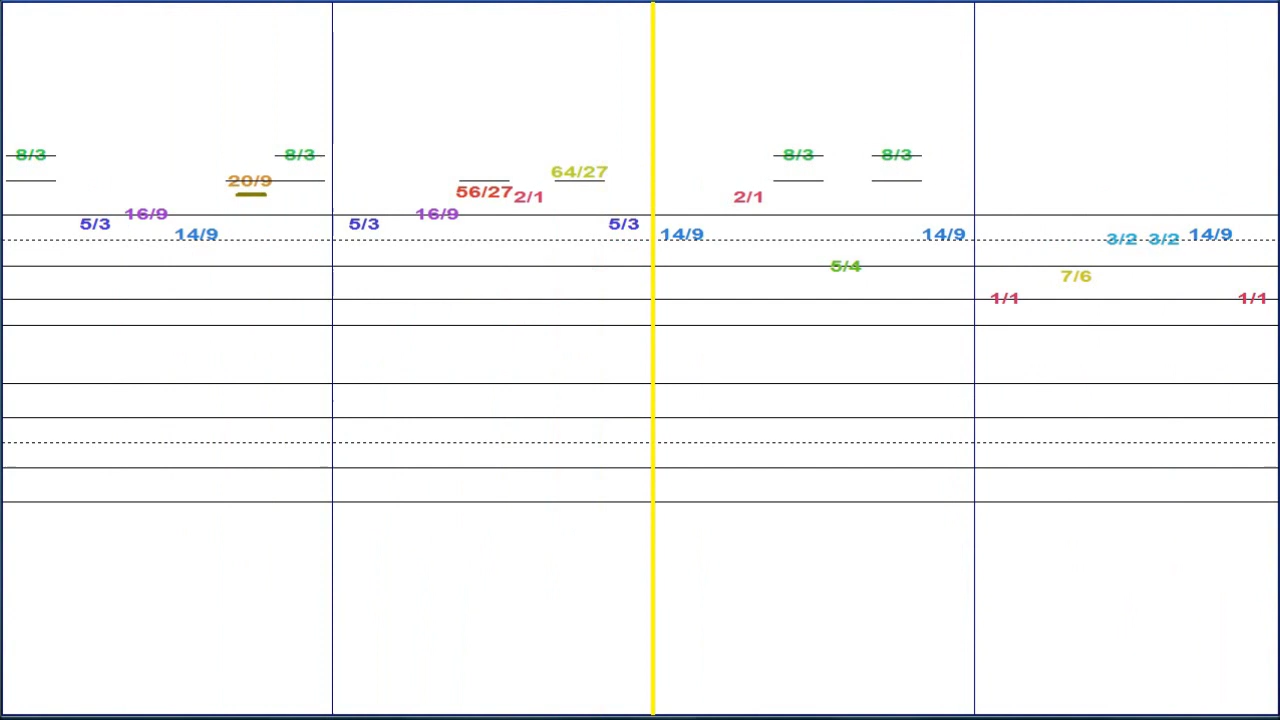 8/3 5/3 16/9 14/9 20/9 8/3
5/3 16/9 56/27 2/1 64/27 5/3
14/9 2/1 8/3 5/4 8/3 14/9
1/1 7/6 3/2 3/2 14/9 1/1